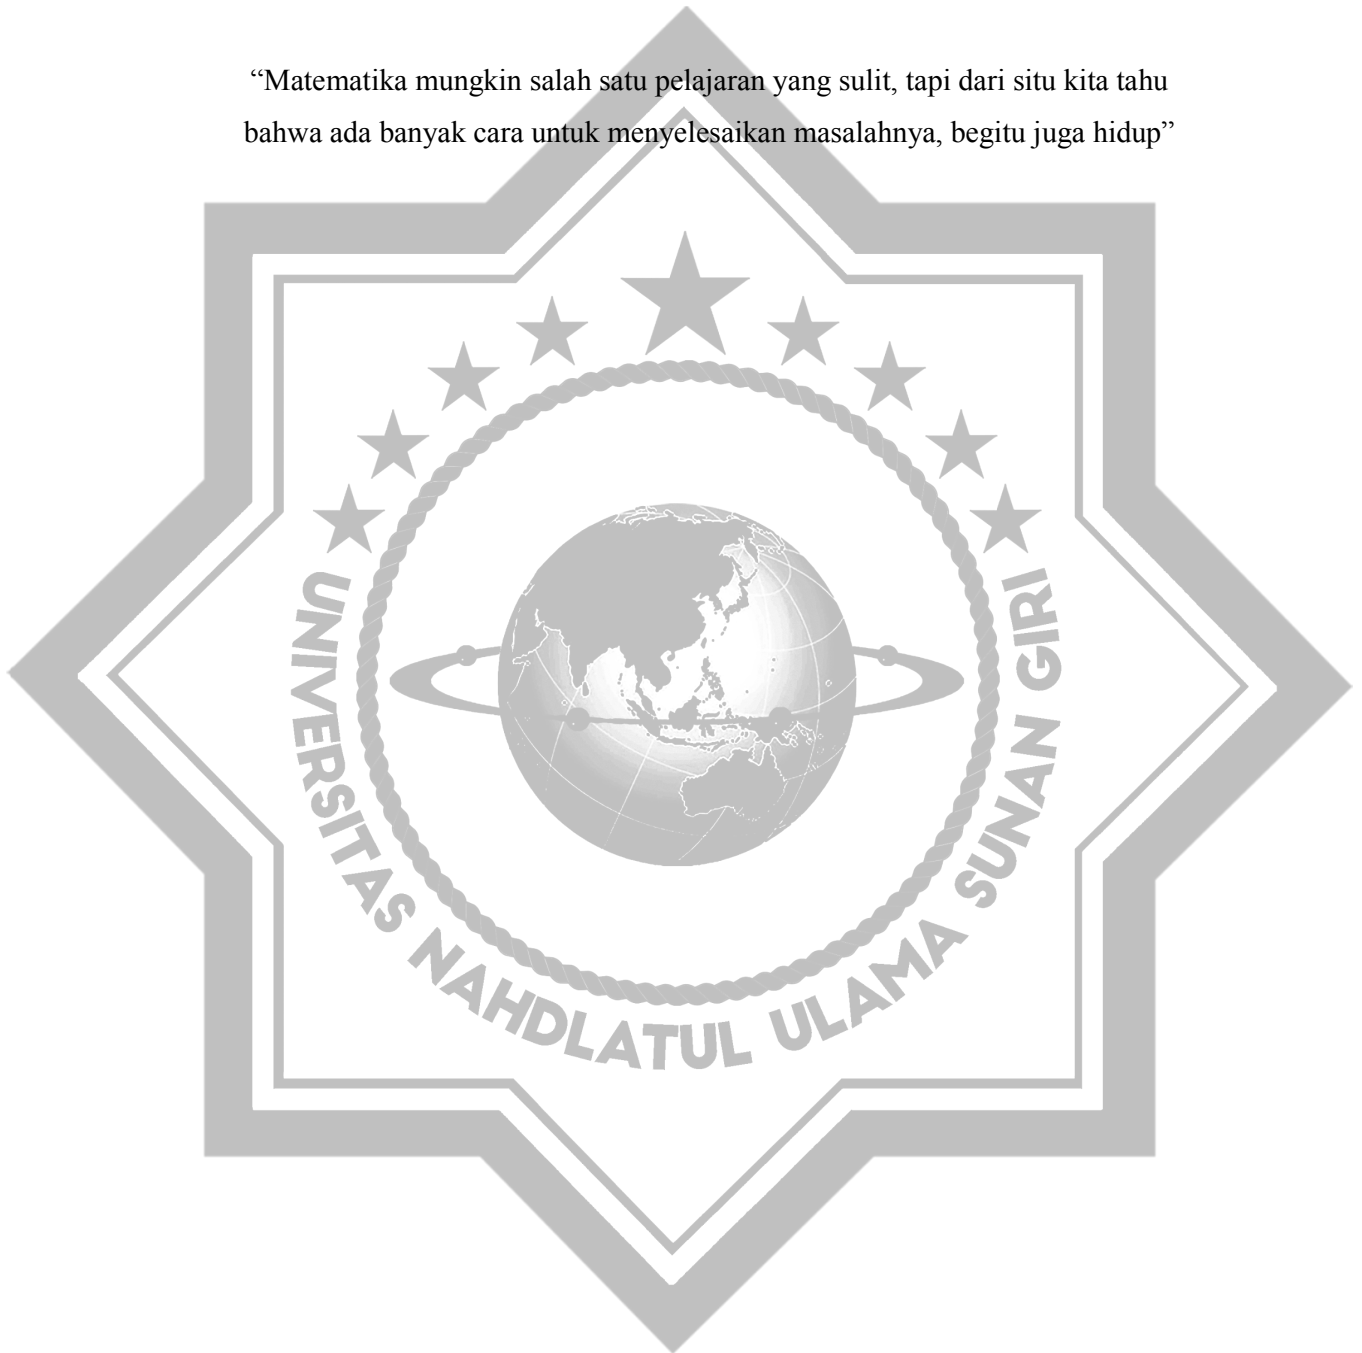 “Matematika mungkin salah satu pelajaran yang sulit, tapi dari situ kita tahu
bahwa ada banyak cara untuk menyelesaikan masalahnya, begitu juga hidup”
UNIVERSITAS NAHDLATUL ULAMA SUNAN GIRI